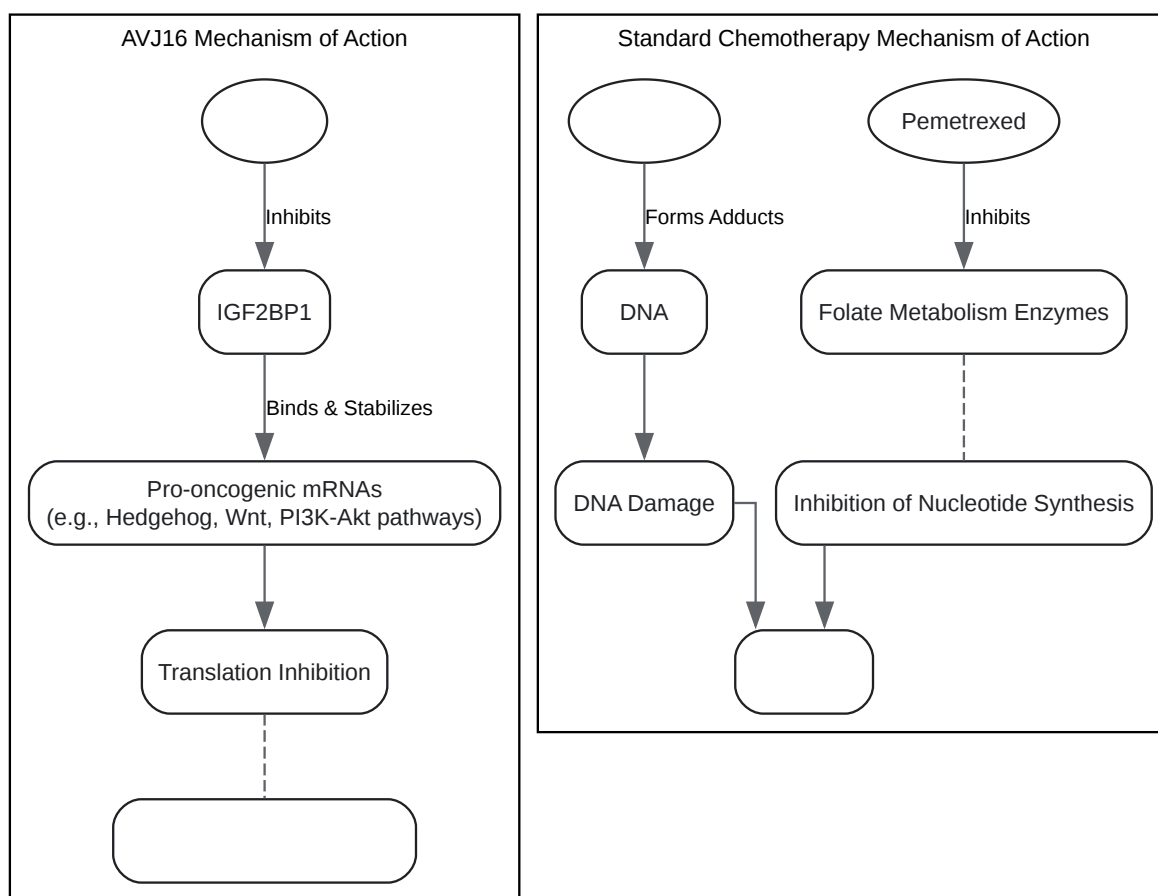 AVJ16 Mechanism of Action
Inhibits
IGF2BP1
Binds & Stabilizes
Pro-oncogenic mRNAs
(e.g., Hedgehog, Wnt, PI3K-Akt pathways)
Translation Inhibition
Standard Chemotherapy Mechanism of Action
Pemetrexed
Forms Adducts
Inhibits
DNA
Folate Metabolism Enzymes
DNA Damage
Inhibition of Nucleotide Synthesis